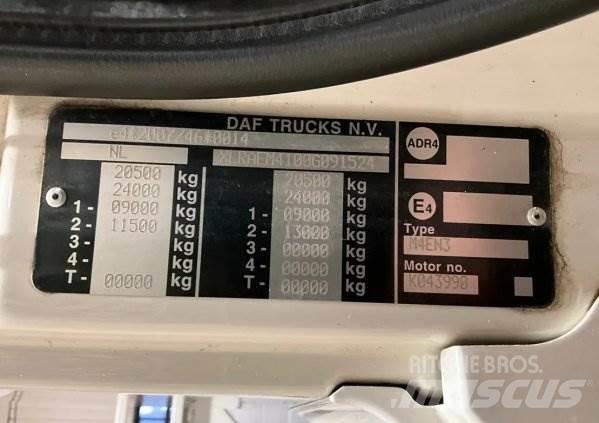 DAF TRUCKS N.V.
e4*2007/46*0014
NL XLRAEM4100G091524
20500 kg 20500 kg
24000 kg 24000 kg
1- 09000 kg 1- 09000 kg
2- 11500 kg 2- 13000 kg
3- kg 3- 00000 kg
4- kg 4- 00000 kg
T- 00000 kg T- 00000 kg
ADR4
E4
Type
M4EN3
Motor no.
K043990
RITCHIE BROS.
MASCUS